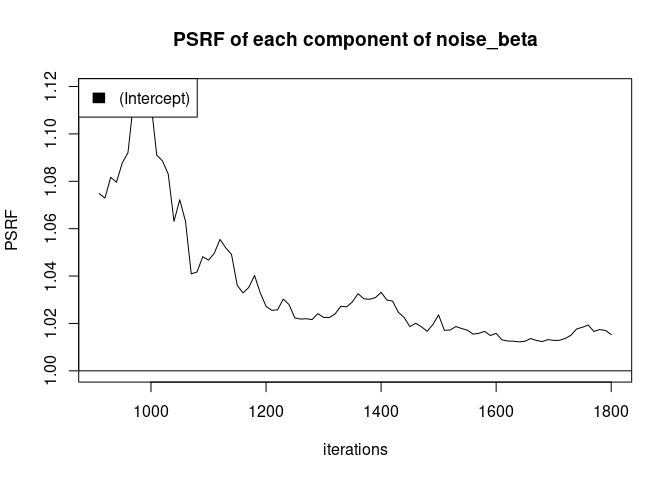 PSRF of each component of noise_beta
(Intercept)
PSRF
1.12
1.10
1.08
1.06
1.04
1.02
1.00
1000 1200 1400 1600 1800
iterations